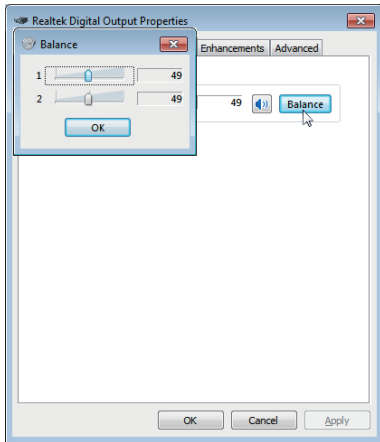 Realtek Digital Output Properties
Balance
Enhancements Advanced
1 49
2 49
OK
49 Balance
OK Cancel Apply